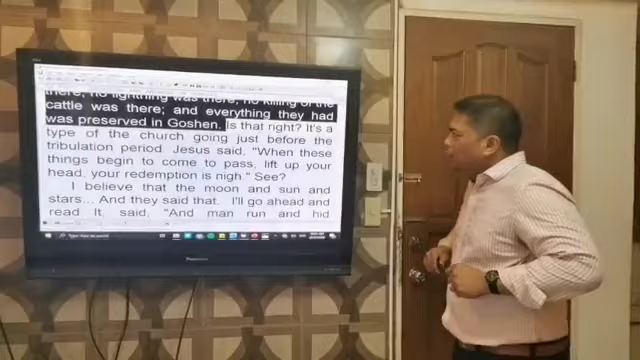 there, no lightning was there, no killing of the
cattle was there; and everything they had
was preserved in Goshen. Is that right? It's a
type of the church going just before the
tribulation period. Jesus said, "When these
things begin to come to pass, lift up your
head, your redemption is nigh." See?
I believe that the moon and sun and
stars... And they said that. I'll go ahead and
read It, said, "And man run and hid
Type here to search
Panasonic